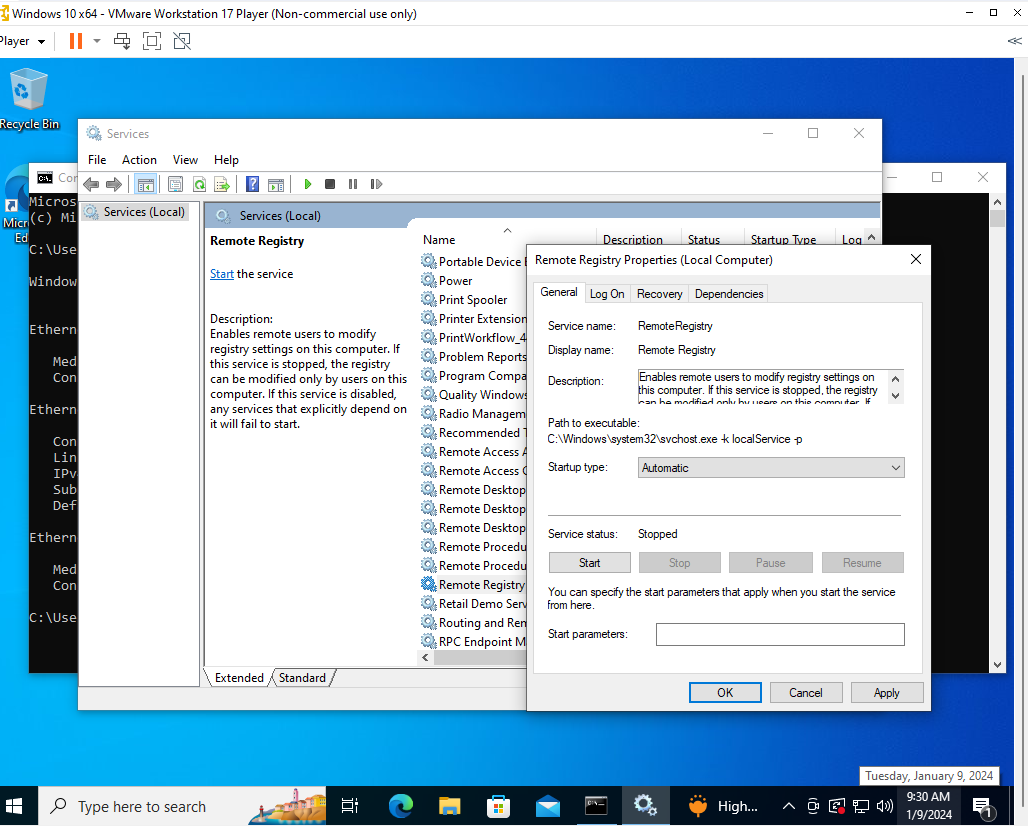 Windows 10 x64 - VMware Workstation 17 Player (Non-commercial use only)
Player
Recycle Bin
Services
File Action View Help
Services (Local)
Services (Local)
Remote Registry
Start the service
Description:
Enables remote users to modify
registry settings on this computer. If
this service is stopped, the registry
can be modified only by users on this
computer. If this service is disabled,
any services that explicitly depend on
it will fail to start.
Name Description Status Startup Type Log
Portable Device E
Power
Print Spooler
Printer Extension
PrintWorkflow_4
Problem Reports
Program Compa
Quality Windows
Radio Managem
Recommended T
Remote Access A
Remote Access C
Remote Desktop
Remote Desktop
Remote Desktop
Remote Procedu
Remote Procedu
Remote Registry
Retail Demo Serv
Routing and Rem
RPC Endpoint M
Extended Standard
Co
Micros
(c) Mi
C:\Use
Window
Ethern
Med
Con
Ethern
Con
Lin
IPv
Sub
Def
Ethern
Med
Con
C:\Use
Micr
Ed
Remote Registry Properties (Local Computer)
General Log On Recovery Dependencies
Service name: RemoteRegistry
Display name: Remote Registry
Description: Enables remote users to modify registry settings on
this computer. If this service is stopped, the registry
can be modified only by users on this computer. If
Path to executable:
C:\Windows\system32\svchost.exe -k localService -p
Startup type: Automatic
Service status: Stopped
Start Stop Pause Resume
You can specify the start parameters that apply when you start the service
from here.
Start parameters:
OK Cancel Apply
Tuesday, January 9, 2024
Type here to search
High...
9:30 AM
1/9/2024
1